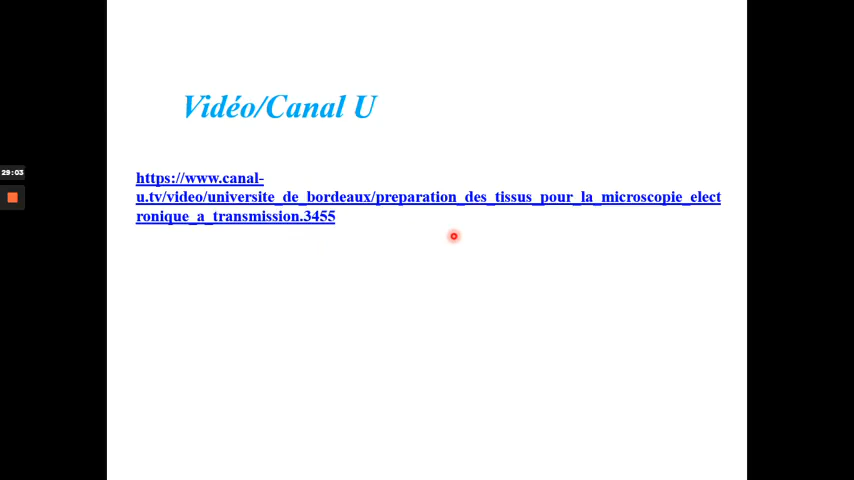 Vidéo/Canal U
29:03
https://www.canal-
u.tv/video/universite_de_bordeaux/preparation_des_tissus_pour_la_microscopie_elect
ronique_a_transmission.3455